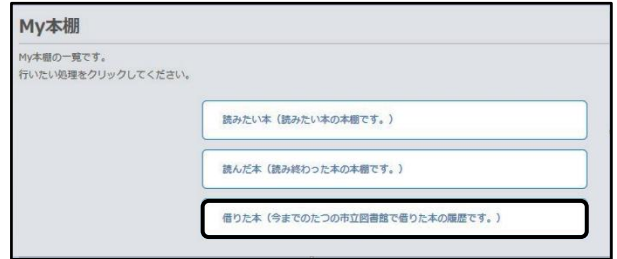 My本棚
My本棚の一覧です。
行いたい処理をクリックしてください。
読みたい本（読みたい本の本棚です。）
読んだ本（読み終わった本の本棚です。）
借りた本（今までのたつの市立図書館で借りた本の履歴です。）